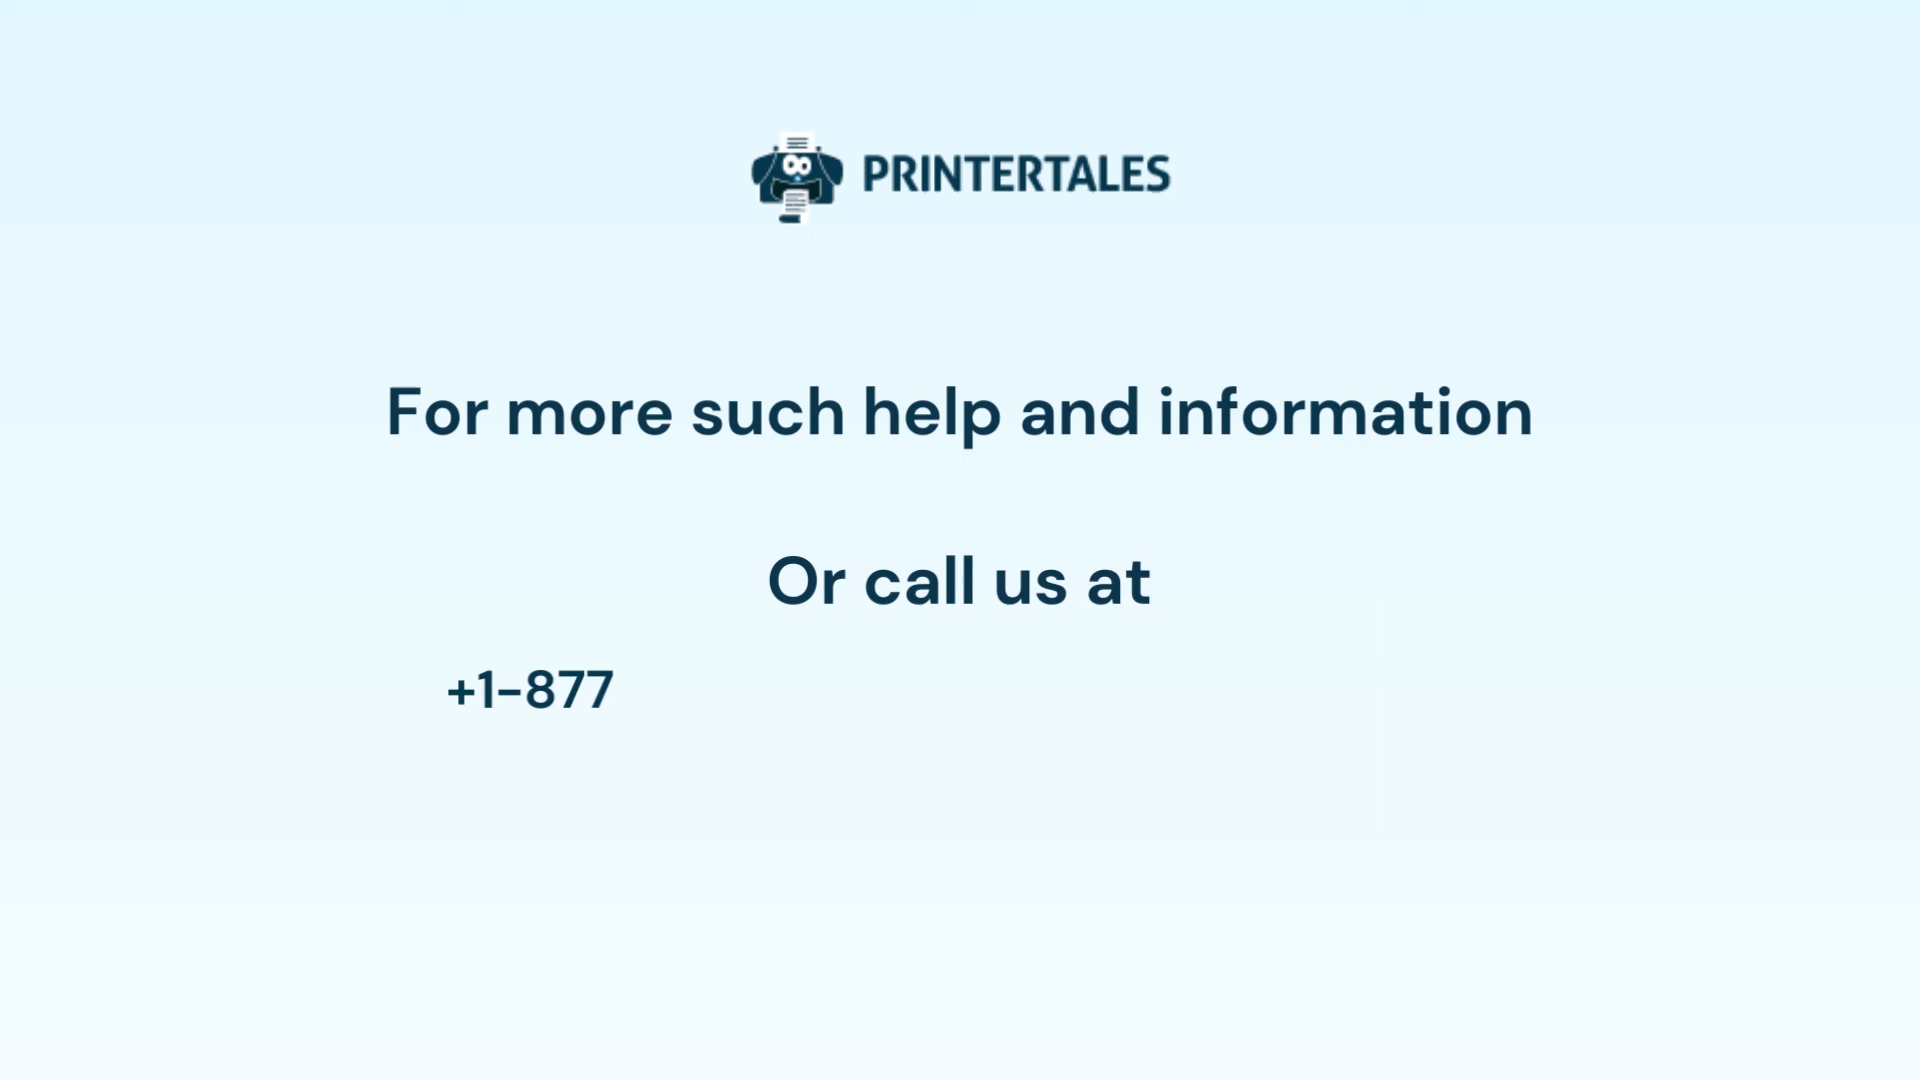 PRINTERTALES
For more such help and information
Or call us at
+1-877